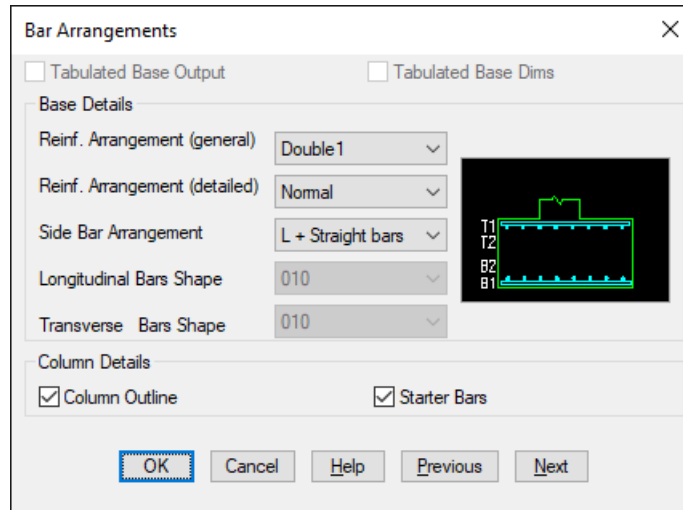 Bar Arrangements
Tabulated Base Output Tabulated Base Dims
Base Details
Reinf. Arrangement (general) Double1
Reinf. Arrangement (detailed) Normal
Side Bar Arrangement L + Straight bars
Longitudinal Bars Shape 010
Transverse Bars Shape 010
T1
T2
B2
B1
Column Details
Column Outline Starter Bars
OK Cancel Help Previous Next